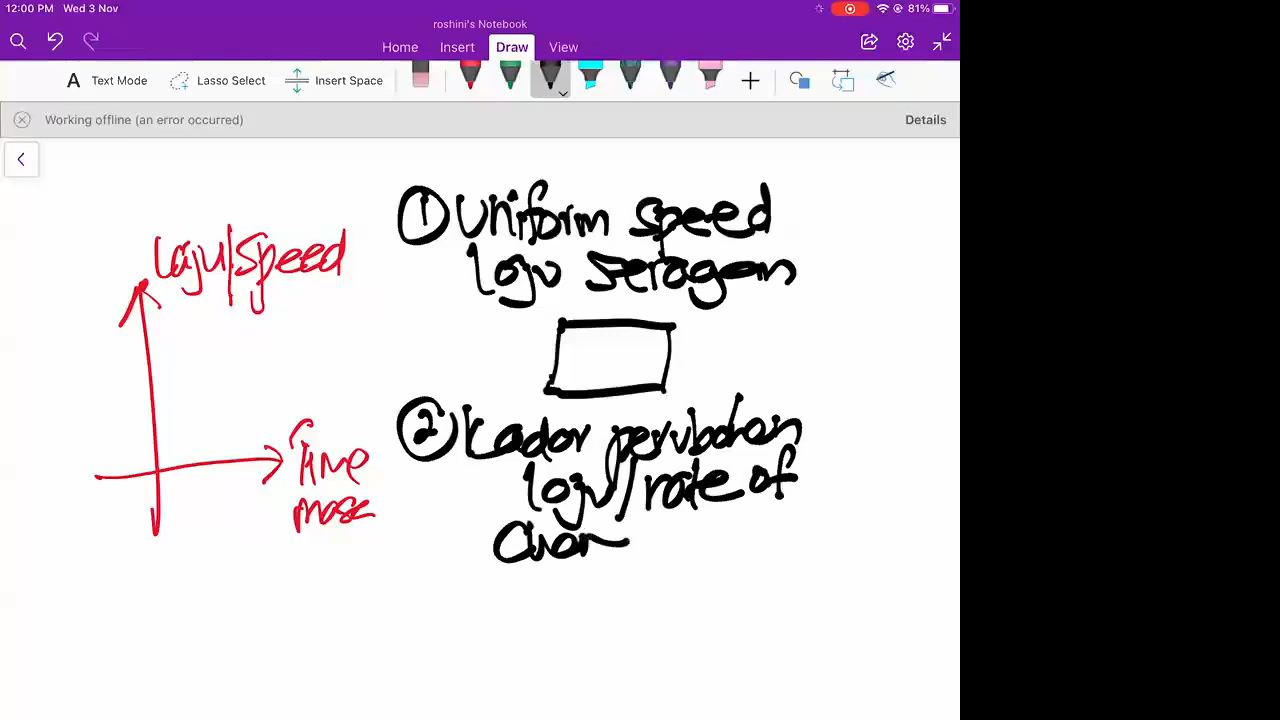 12:00 PM Wed 3 Nov
81%
roshini's Notebook
Home Insert Draw View
A Text Mode Lasso Select Insert Space
Working offline (an error occurred)
Details
Laju/Speed
Time
masa
① Uniform speed
laju seragam
② Kadar perubahan
laju/rate of